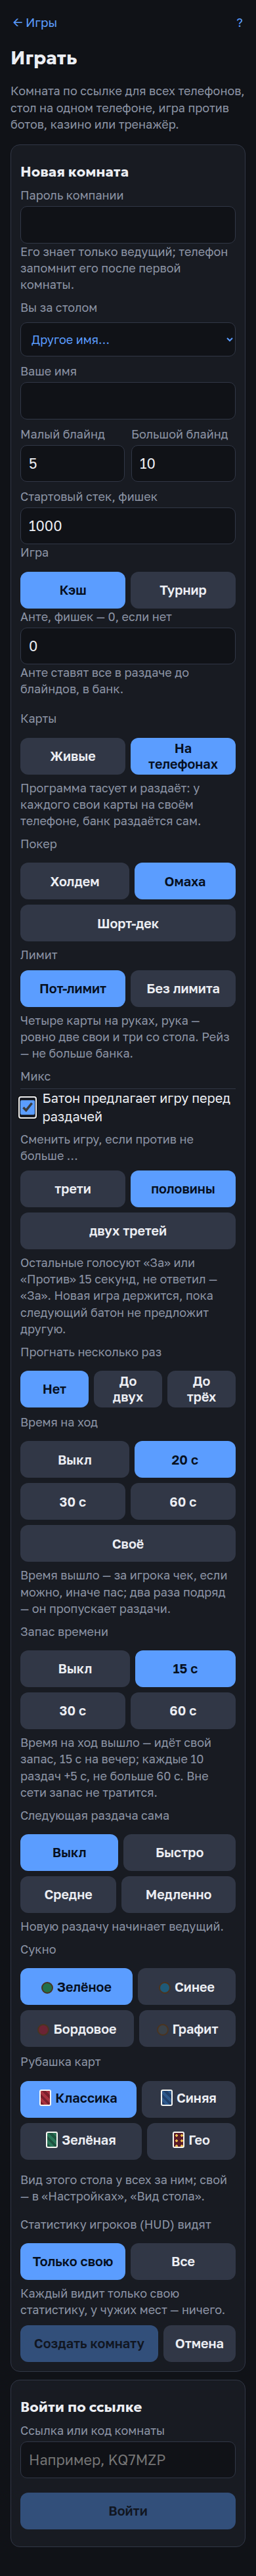 ← Игры
?
Играть
Комната по ссылке для всех телефонов,
стол на одном телефоне, игра против
ботов, казино или тренажёр.
Новая комната
Пароль компании
Его знает только ведущий; телефон
запомнит его после первой
комнаты.
Вы за столом
Другое имя…
Ваше имя
Малый блайнд
Большой блайнд
5
10
Стартовый стек, фишек
1000
Игра
Кэш
Турнир
Анте, фишек — 0, если нет
0
Анте ставят все в раздаче до
блайндов, в банк.
Карты
Живые
На
телефонах
Программа тасует и раздаёт: у
каждого свои карты на своём
телефоне, банк раздаётся сам.
Покер
Холдем
Омаха
Шорт-дек
Лимит
Пот-лимит
Без лимита
Четыре карты на руках, рука —
ровно две свои и три со стола. Рейз
— не больше банка.
Микс
Батон предлагает игру перед
раздачей
Сменить игру, если против не
больше …
трети
половины
двух третей
Остальные голосуют «За» или
«Против» 15 секунд, не ответил —
«За». Новая игра держится, пока
следующий батон не предложит
другую.
Прогнать несколько раз
Нет
До
двух
До
трёх
Время на ход
Выкл
20 с
30 с
60 с
Своё
Время вышло — за игрока чек, если
можно, иначе пас; два раза подряд
— он пропускает раздачи.
Запас времени
Выкл
15 с
30 с
60 с
Время на ход вышло — идёт свой
запас, 15 с на вечер; каждые 10
раздач +5 с, не больше 60 с. Вне
сети запас не тратится.
Следующая раздача сама
Выкл
Быстро
Средне
Медленно
Новую раздачу начинает ведущий.
Сукно
Зелёное
Синее
Бордовое
Графит
Рубашка карт
Классика
Синяя
Зелёная
Гео
Вид этого стола у всех за ним; свой
— в «Настройках», «Вид стола».
Статистику игроков (HUD) видят
Только свою
Все
Каждый видит только свою
статистику, у чужих мест — ничего.
Создать комнату
Отмена
Войти по ссылке
Ссылка или код комнаты
Например, KQ7MZP
Войти